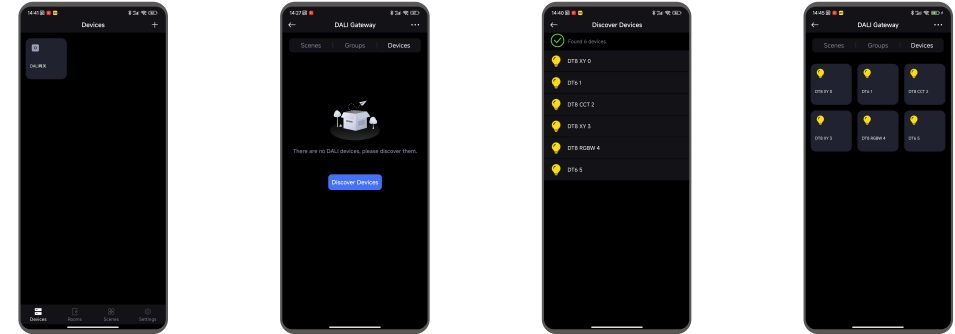 14:41
Devices
+
DALI网关
Devices
Rooms
Scenes
Settings
14:27
DALI Gateway
Scenes
Groups
Devices
There are no DALI devices, please discover them.
Discover Devices
14:40
Discover Devices
Found 6 devices.
DT8 XY 0
DT6 1
DT8 CCT 2
DT8 XY 3
DT8 RGBW 4
DT6 5
14:45
DALI Gateway
Scenes
Groups
Devices
DT8 XY 0
DT6 1
DT8 CCT 2
DT8 XY 3
DT8 RGBW 4
DT6 5